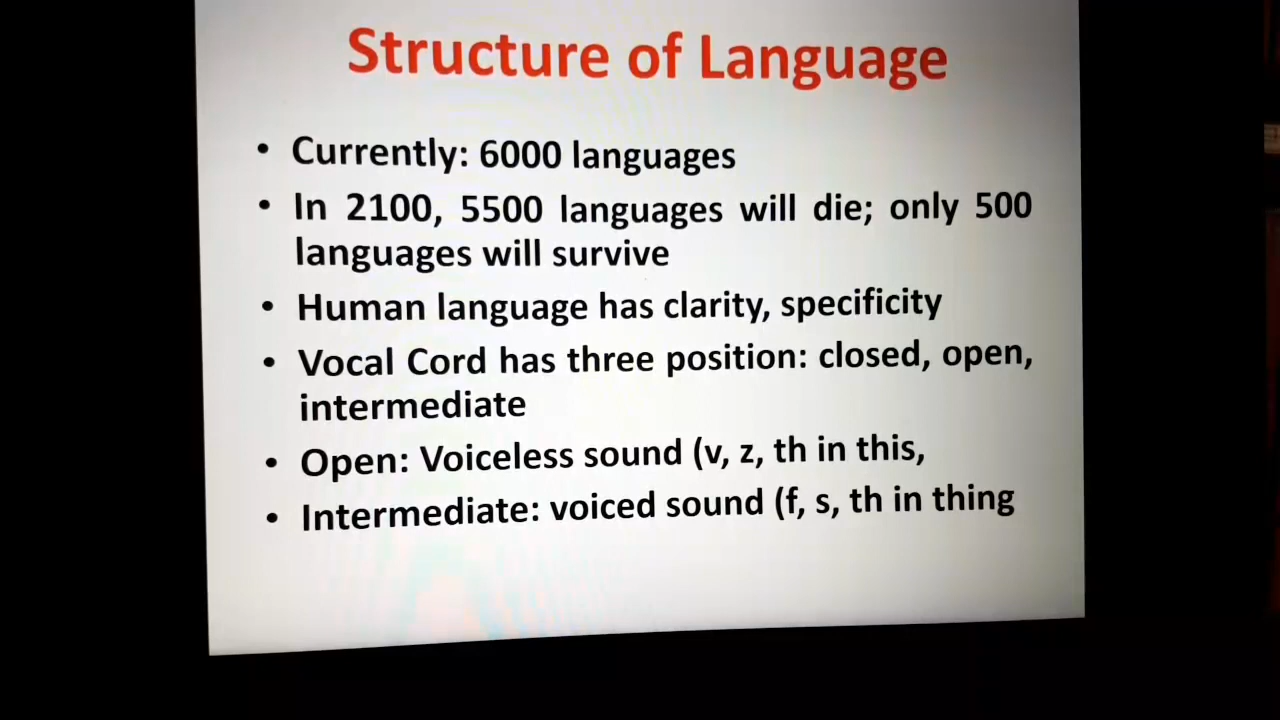 Structure of Language
• Currently: 6000 languages
• In 2100, 5500 languages will die; only 500
languages will survive
• Human language has clarity, specificity
• Vocal Cord has three position: closed, open,
intermediate
• Open: Voiceless sound (v, z, th in this,
• Intermediate: voiced sound (f, s, th in thing